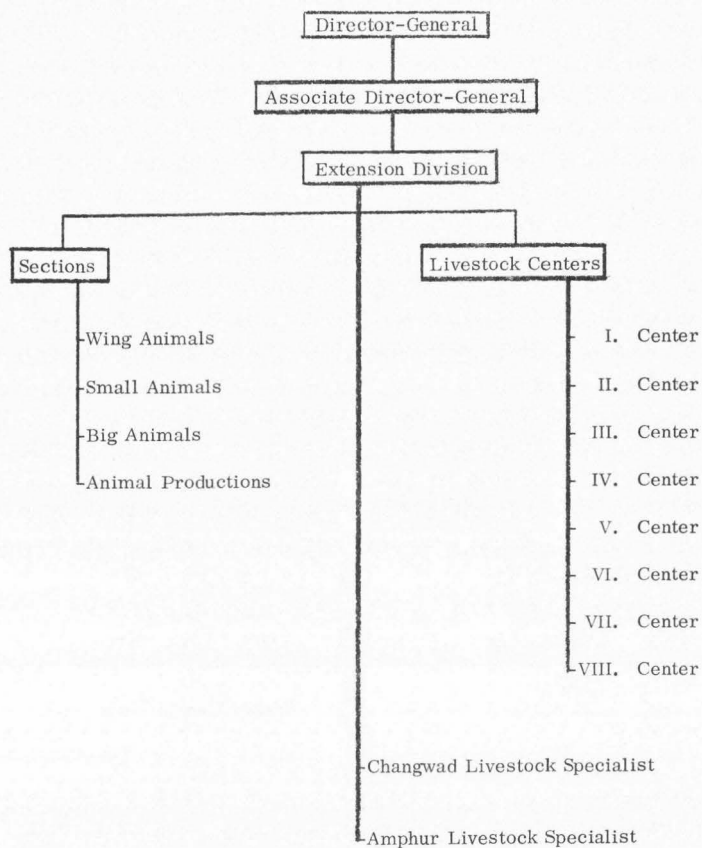 Director-General
Associate Director-General
Extension Division
Sections
Livestock Centers
Wing Animals
Small Animals
Big Animals
Animal Productions
I. Center
II. Center
III. Center
IV. Center
V. Center
VI. Center
VII. Center
VIII. Center
Changwad Livestock Specialist
Amphur Livestock Specialist